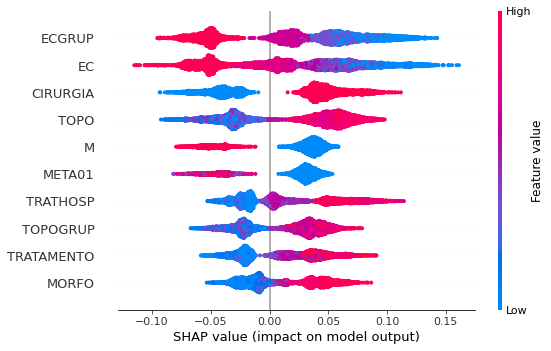 High
ECGRUP
EC
CIRURGIA
TOPO
M
META01
TRATHOSP
TOPOGRUP
TRATAMENTO
MORFO
Feature value
Low
−0.10 −0.05 0.00 0.05 0.10 0.15
SHAP value (impact on model output)